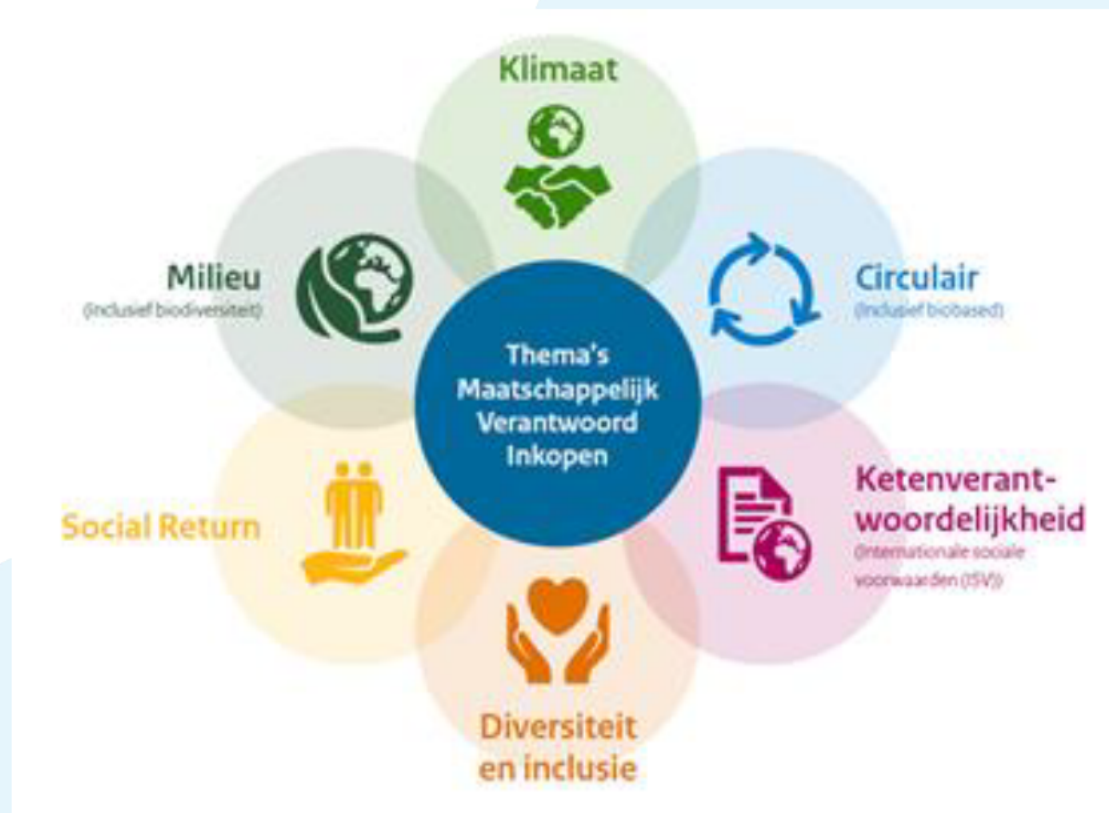 Klimaat
Milieu
(inclusief biodiversiteit)
Circulair
(inclusief biobased)
Thema's
Maatschappelijk
Verantwoord
Inkopen
Social Return
Ketenverant-
woordelijkheid
(Internationale sociale
voorwaarden (ISV))
Diversiteit
en inclusie